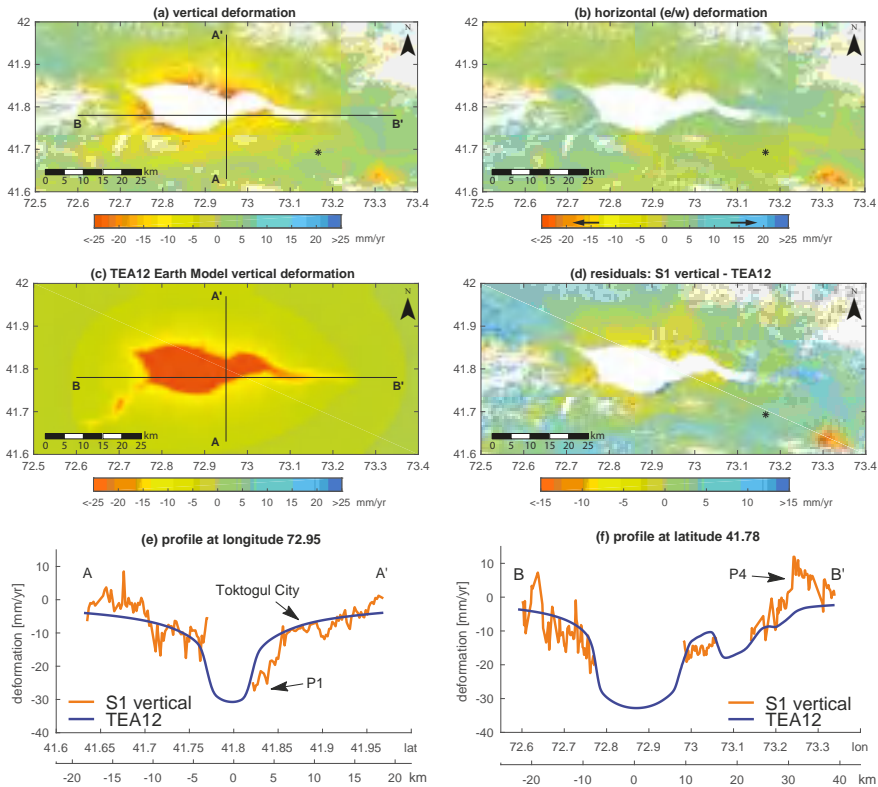 (a) vertical deformation
(b) horizontal (e/w) deformation
42
41.9
41.8
41.7
41.6
A'
N
B
B'
A
*
km
0 5 10 15 20 25
72.5 72.6 72.7 72.8 72.9 73 73.1 73.2 73.3 73.4
<-25 -20 -15 -10 -5 0 5 10 15 20 >25 mm/yr
42
41.9
41.8
41.7
41.6
N
*
km
0 5 10 15 20 25
72.5 72.6 72.7 72.8 72.9 73 73.1 73.2 73.3 73.4
<-25 -20 -15 -10 -5 0 5 10 15 20 >25 mm/yr
(c) TEA12 Earth Model vertical deformation
(d) residuals: S1 vertical - TEA12
42
41.9
41.8
41.7
41.6
A'
N
B
B'
A
km
0 5 10 15 20 25
72.5 72.6 72.7 72.8 72.9 73 73.1 73.2 73.3 73.4
<-25 -20 -15 -10 -5 0 5 10 15 20 >25 mm/yr
42
41.9
41.8
41.7
41.6
N
*
km
0 5 10 15 20 25
72.5 72.6 72.7 72.8 72.9 73 73.1 73.2 73.3 73.4
<-15 -10 -5 0 5 10 >15 mm/yr
(e) profile at longitude 72.95
deformation [mm/yr]
10
0
-10
-20
-30
-40
A
A'
Toktogul City
P1
S1 vertical
TEA12
41.6 41.65 41.7 41.75 41.8 41.85 41.9 41.95 lat
-20 -15 -10 -5 0 5 10 15 20 km
(f) profile at latitude 41.78
deformation [mm/yr]
10
0
-10
-20
-30
-40
B
P4
B'
S1 vertical
TEA12
72.6 72.7 72.8 72.9 73 73.1 73.2 73.3 lon
-20 -10 0 10 20 30 40 km